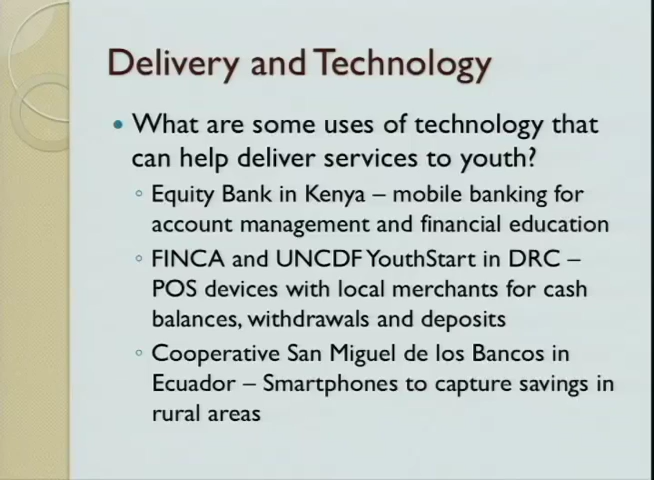 Delivery and Technology
• What are some uses of technology that
can help deliver services to youth?
◦ Equity Bank in Kenya – mobile banking for
account management and financial education
◦ FINCA and UNCDF YouthStart in DRC –
POS devices with local merchants for cash
balances, withdrawals and deposits
◦ Cooperative San Miguel de los Bancos in
Ecuador – Smartphones to capture savings in
rural areas